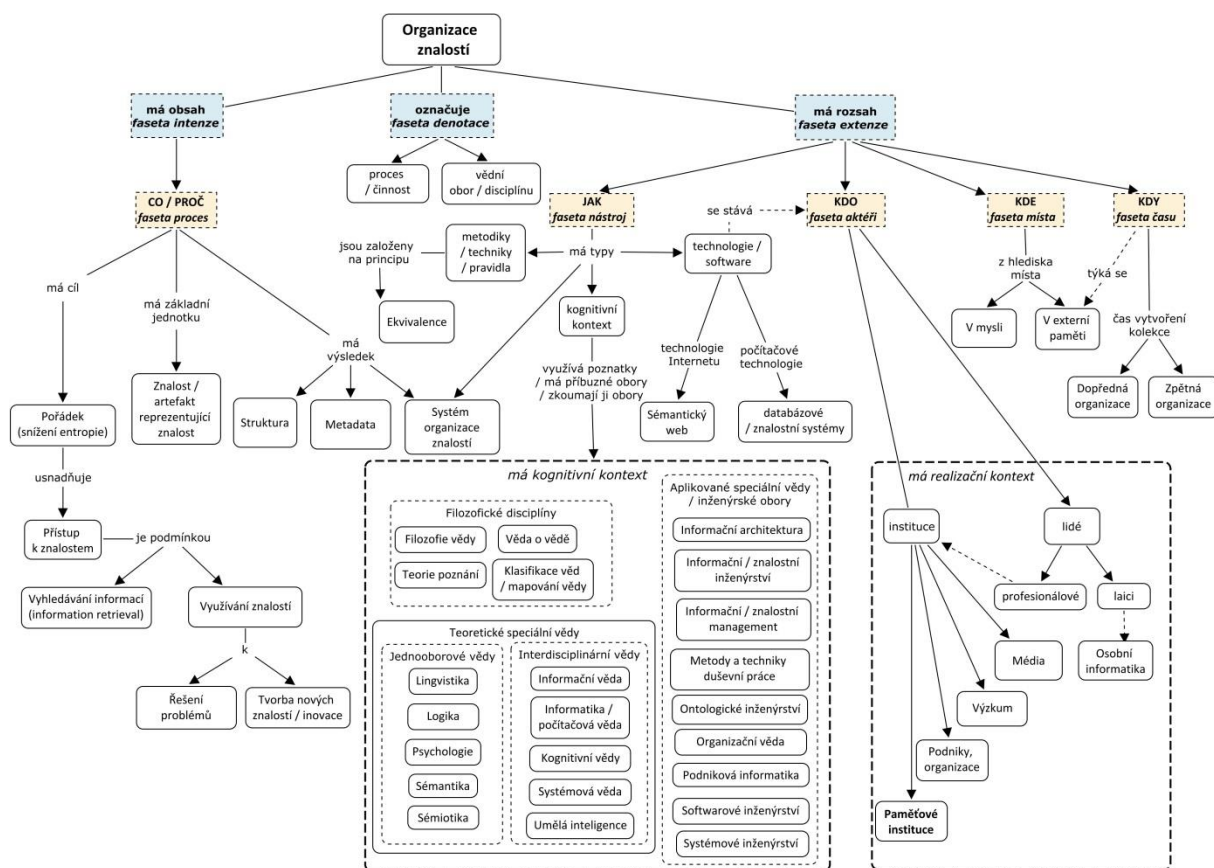 Organizace
znalostí
má obsah
faseta intenze
označuje
faseta denotace
má rozsah
faseta extenze
proces
/ činnost
vědní
obor / disciplínu
CO / PROČ
faseta proces
JAK
faseta nástroj
se stává
KDO
faseta aktéři
KDE
faseta místa
KDY
faseta času
jsou založeny
na principu
metodiky
/ techniky
/ pravidla
má typy
technologie /
software
z hlediska
místa
týká se
má cíl
má základní
jednotku
Ekvivalence
kognitivní
kontext
V mysli
V externí
paměti
čas vytvoření
kolekce
má
výsledek
využívá poznatky
/ má příbuzné obory
/ zkoumají ji obory
technologie
Internetu
počítačové
technologie
Pořádek
(snížení entropie)
Znalost /
artefakt
reprezentující
znalost
Struktura
Metadata
Systém
organizace
znalostí
Sémantický
web
databázové
/ znalostní systémy
Dopředná
organizace
Zpětná
organizace
usnadňuje
Přístup
k znalostem
je podmínkou
Vyhledávání informací
(information retrieval)
Využívání znalostí
k
Řešení
problémů
Tvorba nových
znalostí / inovace
má kognitivní kontext
Filozofické disciplíny
Filozofie vědy
Věda o vědě
Teorie poznání
Klasifikace věd
/ mapování vědy
Teoretické speciální vědy
Jednooborové vědy
Lingvistika
Logika
Psychologie
Sémantika
Sémiotika
Interdisciplinární vědy
Informační věda
Informatika /
počítačová věda
Kognitivní vědy
Systémová věda
Umělá inteligence
Aplikované speciální vědy
/ inženýrské obory
Informační architektura
Informační / znalostní
inženýrství
Informační / znalostní
management
Metody a techniky
duševní práce
Ontologické inženýrství
Organizační věda
Podniková informatika
Softwarové inženýrství
Systémové inženýrství
má realizační kontext
instituce
lidé
profesionálové
laici
Média
Osobní
informatika
Výzkum
Podniky,
organizace
Paměťové
instituce